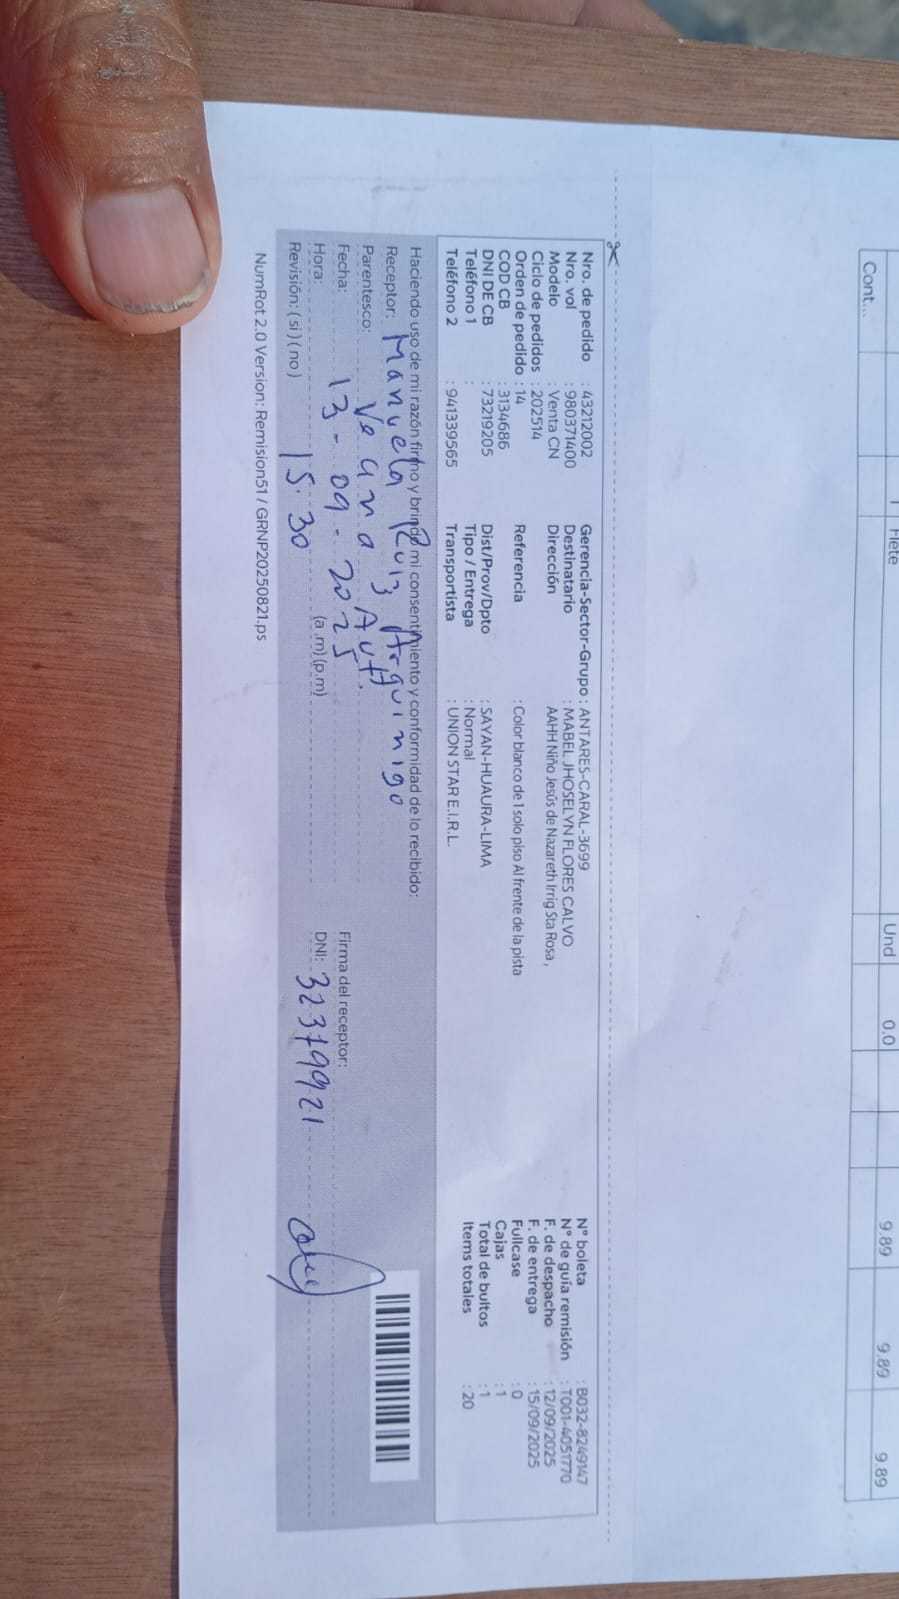 Cont....
1 Flete Und 0.0 9.89 9.89 9.89
Nro. de pedido : 43212002
Nro. vol : 980371400
Modelo : Venta CN
Ciclo de pedidos : 202514
Orden de pedido : 14
COD CB : 3134686
DNI DE CB : 73219205
Teléfono 1 :
Teléfono 2 : 941339565
Gerencia-Sector-Grupo : ANTARES-CARAL-3699
Destinatario : MABEL JHOSELYN FLORES CALVO
Dirección AAHH Niño Jesús de Nazareth Irrig Sta Rosa ,
Referencia : Color blanco de 1 solo piso Al frente de la pista
Dist/Prov/Dpto : SAYAN-HUAURA-LIMA
Tipo / Entrega : Normal
Transportista : UNION STAR E.I.R.L.
N° boleta : B032-8249147
N° de guía remisión : T001-4051770
F. de despacho : 12/09/2025
F. de entrega : 15/09/2025
Fullcase : 0
Cajas : 1
Total de bultos : 1
Items totales : 20
Haciendo uso de mi razón firmo y brindo mi consentimiento y conformidad de lo recibido:
Receptor: Manuela Ruiz Arquinigo
Parentesco:
Fecha: 13-09-2025
Hora: 15:30 (a.m)(p.m)
Revisión: ( si ) ( no )
Firma del receptor:
DNI: 32379921
NumRot 2.0 Version: Remision51 / GRNP20250821.ps